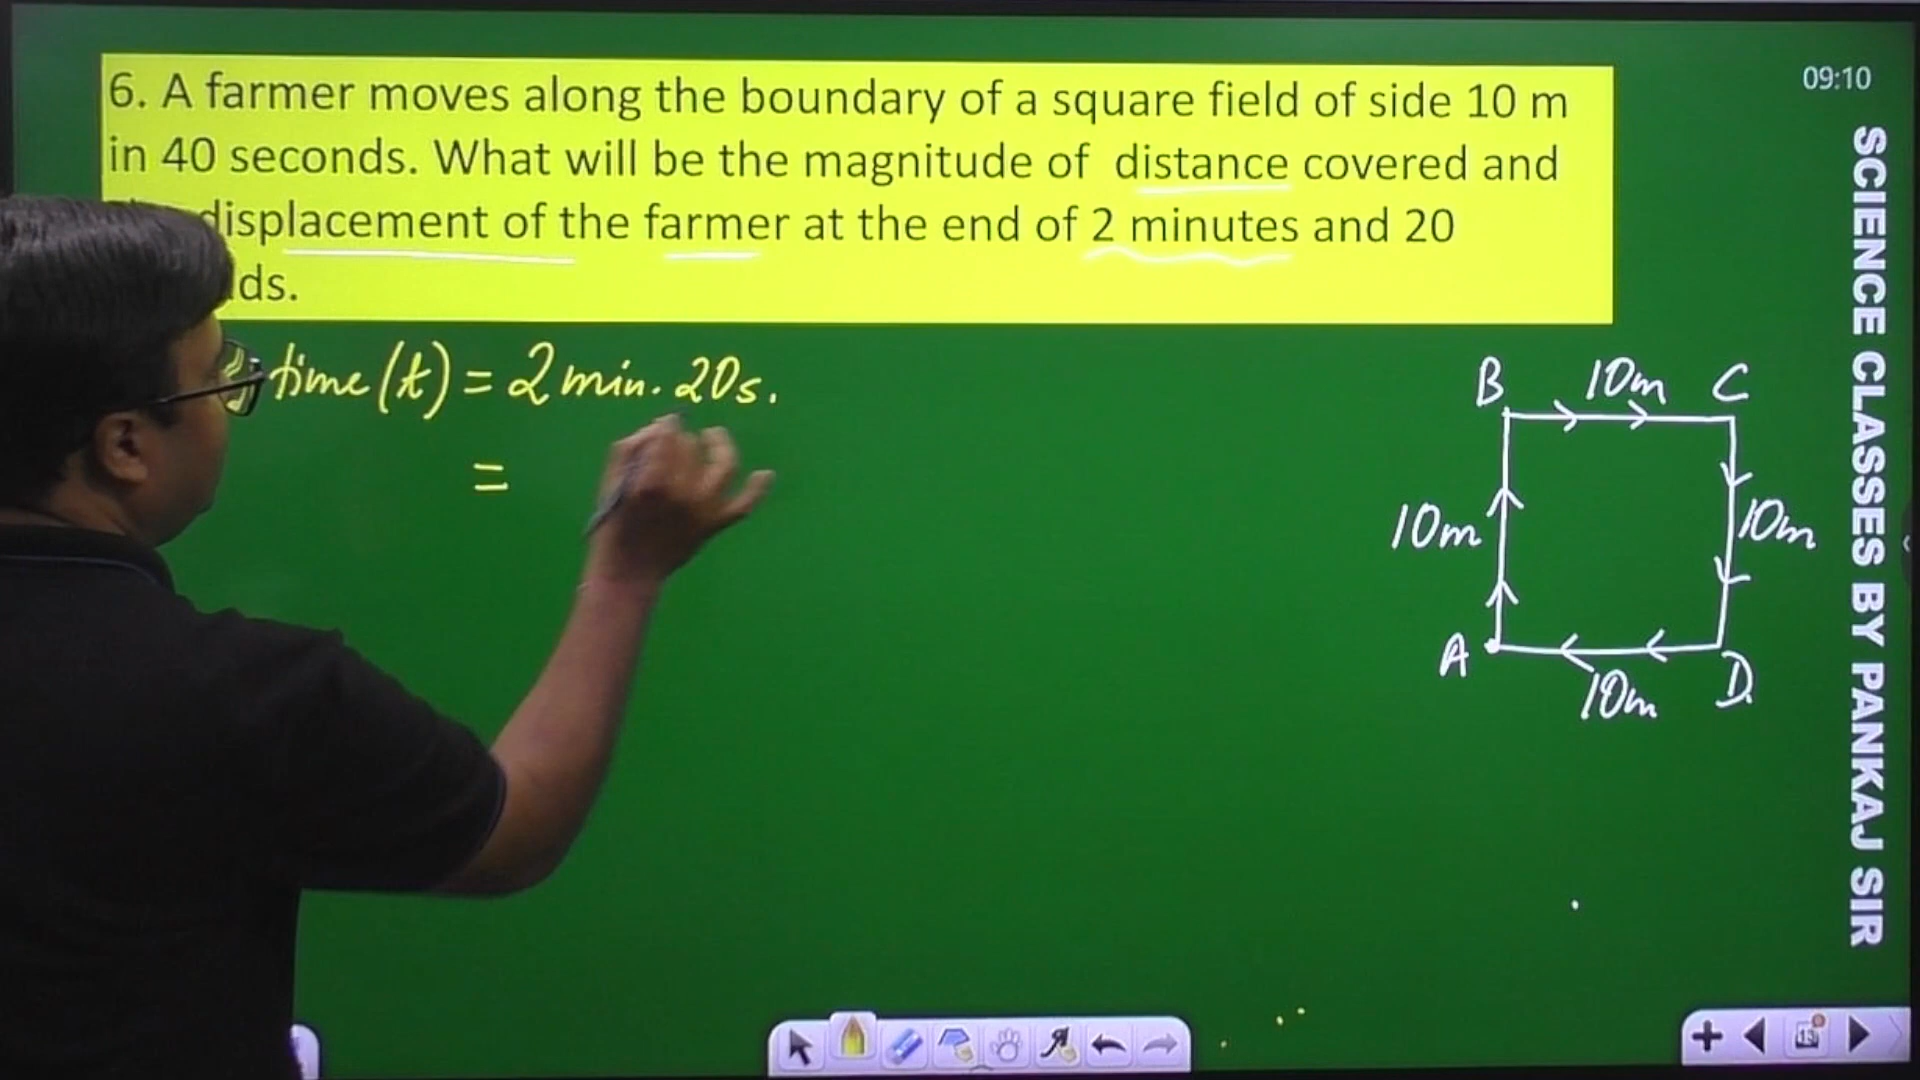 09:10
6. A farmer moves along the boundary of a square field of side 10 m
in 40 seconds. What will be the magnitude of distance covered and
displacement of the farmer at the end of 2 minutes and 20
ds.
time (t) = 2 min. 20s.
=
B 10m C
10m 10m
A 10m D
SCIENCE CLASSES BY PANKAJ SIR
13